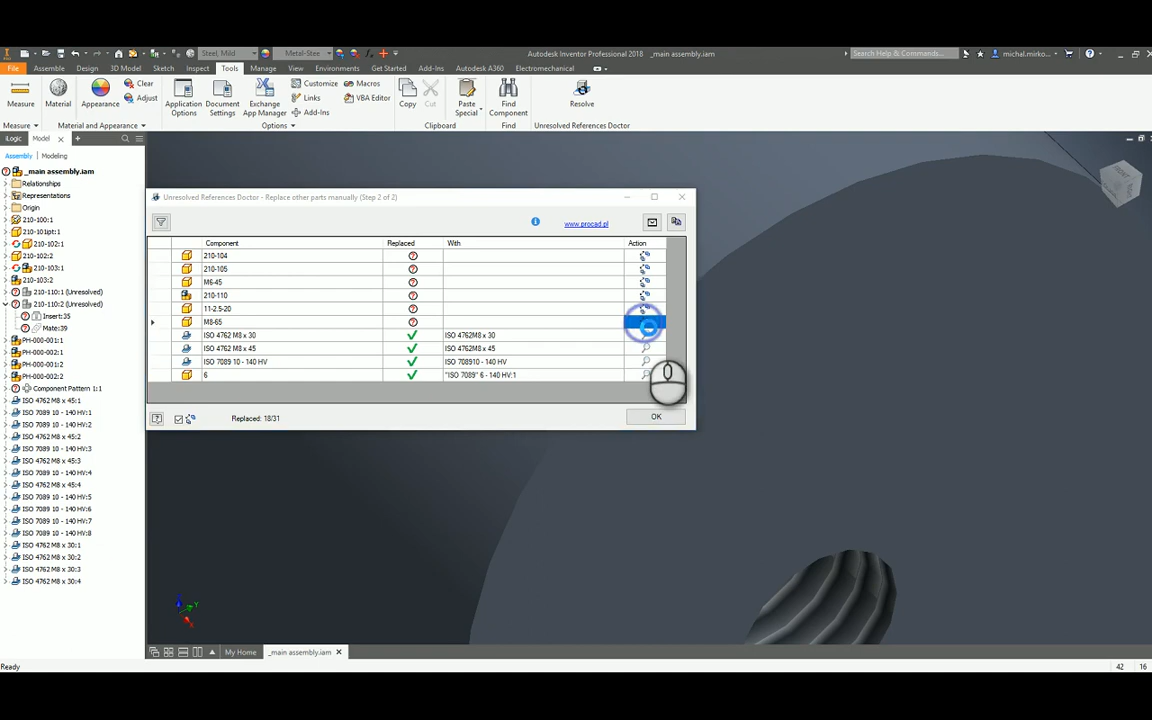 Steel, Mild
Metal-Stee
Autodesk Inventor Professional 2018 _main assembly.iam
Search Help & Commands...
michal.mirko...
File Assembly Design 3D Model Sketch Inspect Tools Manage View Environments Get Started Add-Ins Autodesk A360 Electromechanical
Measure Material Appearance Clear Adjust
Application Options Document Settings Exchange App Manager Customize Links Add-Ins Macros VBA Editor
Copy Cut Paste Special Find Component Resolve
Measure Material and Appearance Options Clipboard Find Unresolved References Doctor
iLogic Model
Assembly Modeling
_main assembly.iam
Relationships
Representations
Origin
210-100:1
210-101pt:1
210-102:1
210-102:2
210-103:1
210-103:2
210-110:1 (Unresolved)
210-110:2 (Unresolved)
Insert:35
Mate:39
PH-000-001:1
PH-000-002:1
PH-000-001:2
PH-000-002:2
Component Pattern 1:1
ISO 4762 M8 x 45:1
ISO 7089 10 - 140 HV:1
ISO 7089 10 - 140 HV:2
ISO 4762 M8 x 45:2
ISO 7089 10 - 140 HV:3
ISO 4762 M8 x 45:3
ISO 7089 10 - 140 HV:4
ISO 4762 M8 x 45:4
ISO 7089 10 - 140 HV:5
ISO 7089 10 - 140 HV:6
ISO 7089 10 - 140 HV:7
ISO 7089 10 - 140 HV:8
ISO 4762 M8 x 30:1
ISO 4762 M8 x 30:2
ISO 4762 M8 x 30:3
ISO 4762 M8 x 30:4
Unresolved References Doctor - Replace other parts manually (Step 2 of 2)
www.procad.pl
Component Replaced With Action
210-104
210-105
M6-45
210-110
11-2.5-20
M8-65
ISO 4762 M8 x 30 ISO 4762M8 x 30
ISO 4762 M8 x 45 ISO 4762M8 x 45
ISO 7089 10 - 140 HV ISO 708910 - 140 HV
6 "ISO 7089" 6 - 140 HV:1
Replaced: 18/31
OK
Z
Y
X
My Home _main assembly.iam
Ready 42 16